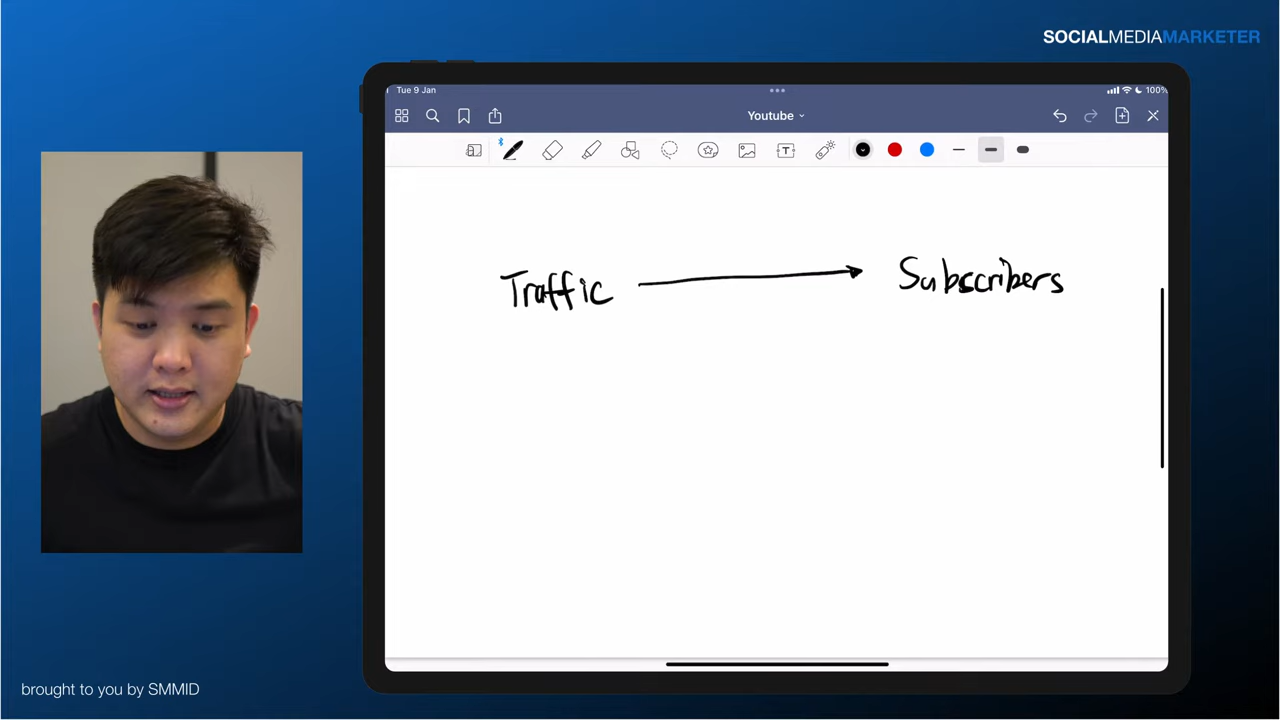 SOCIALMEDIAMARKETER
Tue 9 Jan
100%
Youtube
T
Traffic
Subscribers
brought to you by SMMID